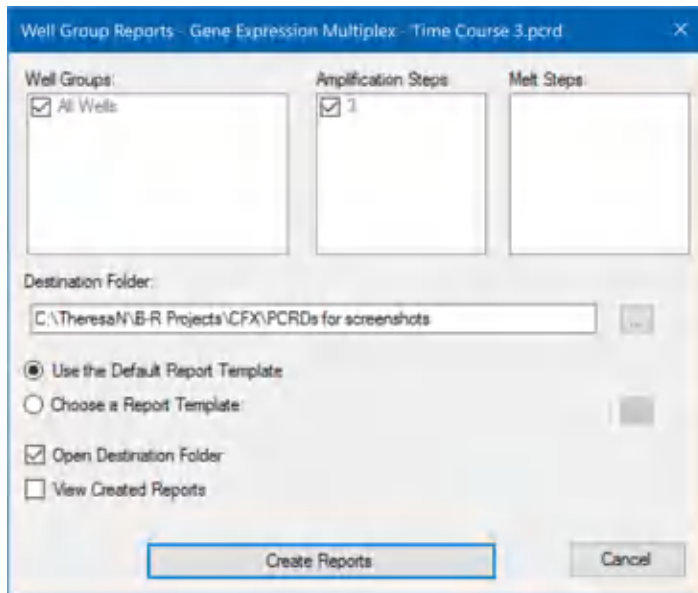 Well Group Reports - Gene Expression Multiplex - Time Course 3.pcrd
Well Groups: Amplification Steps Melt Steps
All Wells 3
Destination Folder:
C:\TheresaN\B-R Projects\CFX\PCRDs for screenshots ...
Use the Default Report Template
Choose a Report Template
Open Destination Folder
View Created Reports
Create Reports Cancel